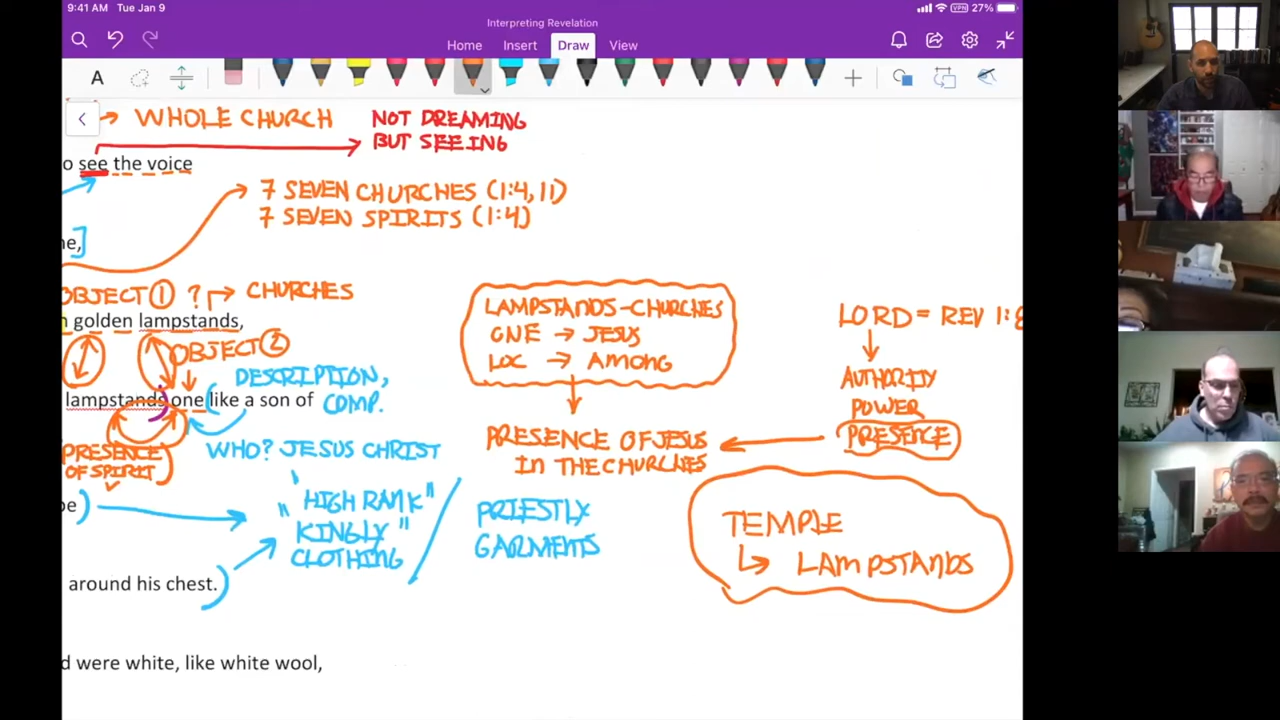 9:41 AM Tue Jan 9
VPN 27%
Interpreting Revelation
Home Insert Draw View
A
WHOLE CHURCH
NOT DREAMING
BUT SEEING
o see the voice
7 SEVEN CHURCHES (1:4, 11)
7 SEVEN SPIRITS (1:4)
ne,]
OBJECT ① ? → CHURCHES
n golden lampstands,
OBJECT ②
LAMPSTANDS-CHURCHES
ONE → JESUS
LOC → AMONG
LORD = REV 1:8
AUTHORITY
POWER
PRESENCE
DESCRIPTION,
COMP.
lampstands) one (like a son of
PRESENCE
OF SPIRIT)
WHO? JESUS CHRIST
PRESENCE OF JESUS
IN THE CHURCHES
"HIGH RANK"
"KINGLY"
CLOTHING
PRIESTLY
GARMENTS
TEMPLE
LAMPSTANDS
be)
around his chest.)
d were white, like white wool,